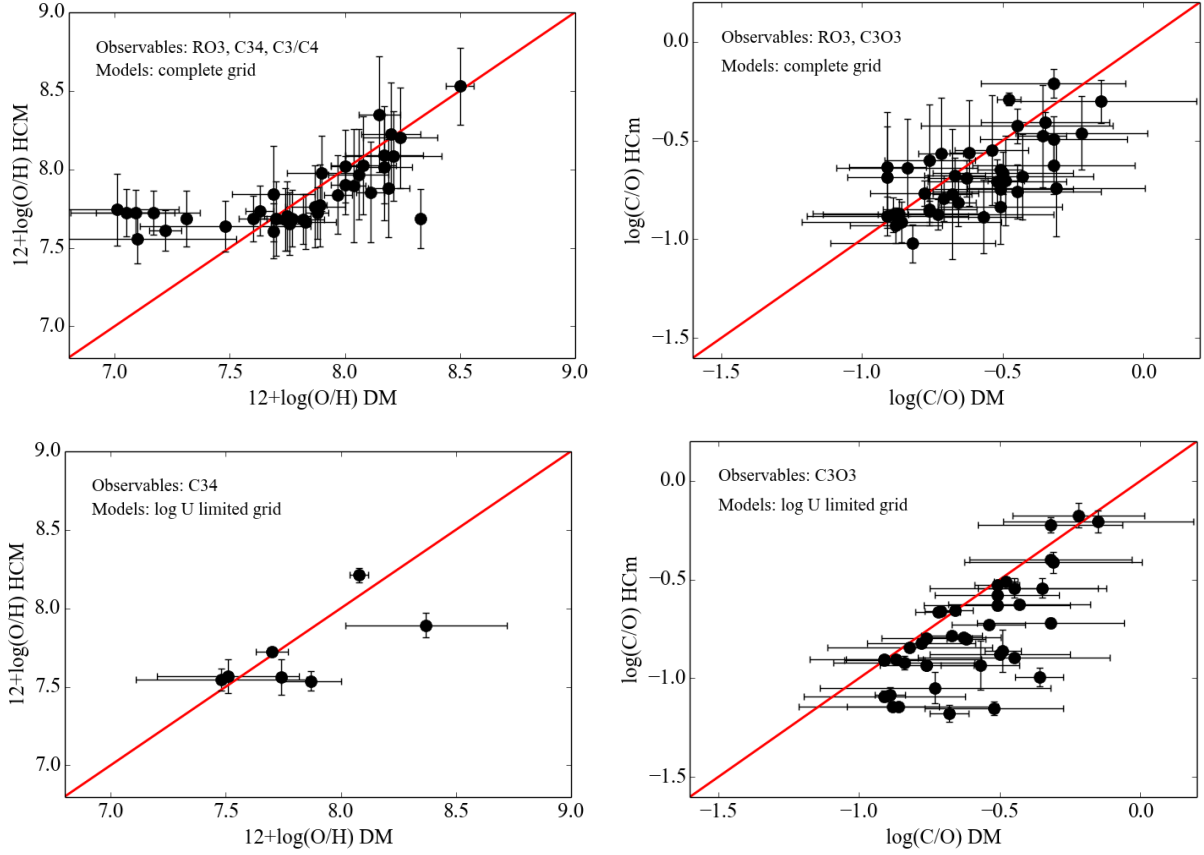 9.0
8.5
8.0
7.5
7.0
12+log(O/H) HCM
Observables: RO3, C34, C3/C4
Models: complete grid
7.0
7.5
8.0
8.5
9.0
12+log(O/H) DM
0.0
−0.5
−1.0
−1.5
log(C/O) HCm
Observables: RO3, C3O3
Models: complete grid
−1.5
−1.0
−0.5
0.0
log(C/O) DM
9.0
8.5
8.0
7.5
7.0
12+log(O/H) HCM
Observables: C34
Models: log U limited grid
7.0
7.5
8.0
8.5
9.0
12+log(O/H) DM
0.0
−0.5
−1.0
−1.5
log(C/O) HCm
Observables: C3O3
Models: log U limited grid
−1.5
−1.0
−0.5
0.0
log(C/O) DM